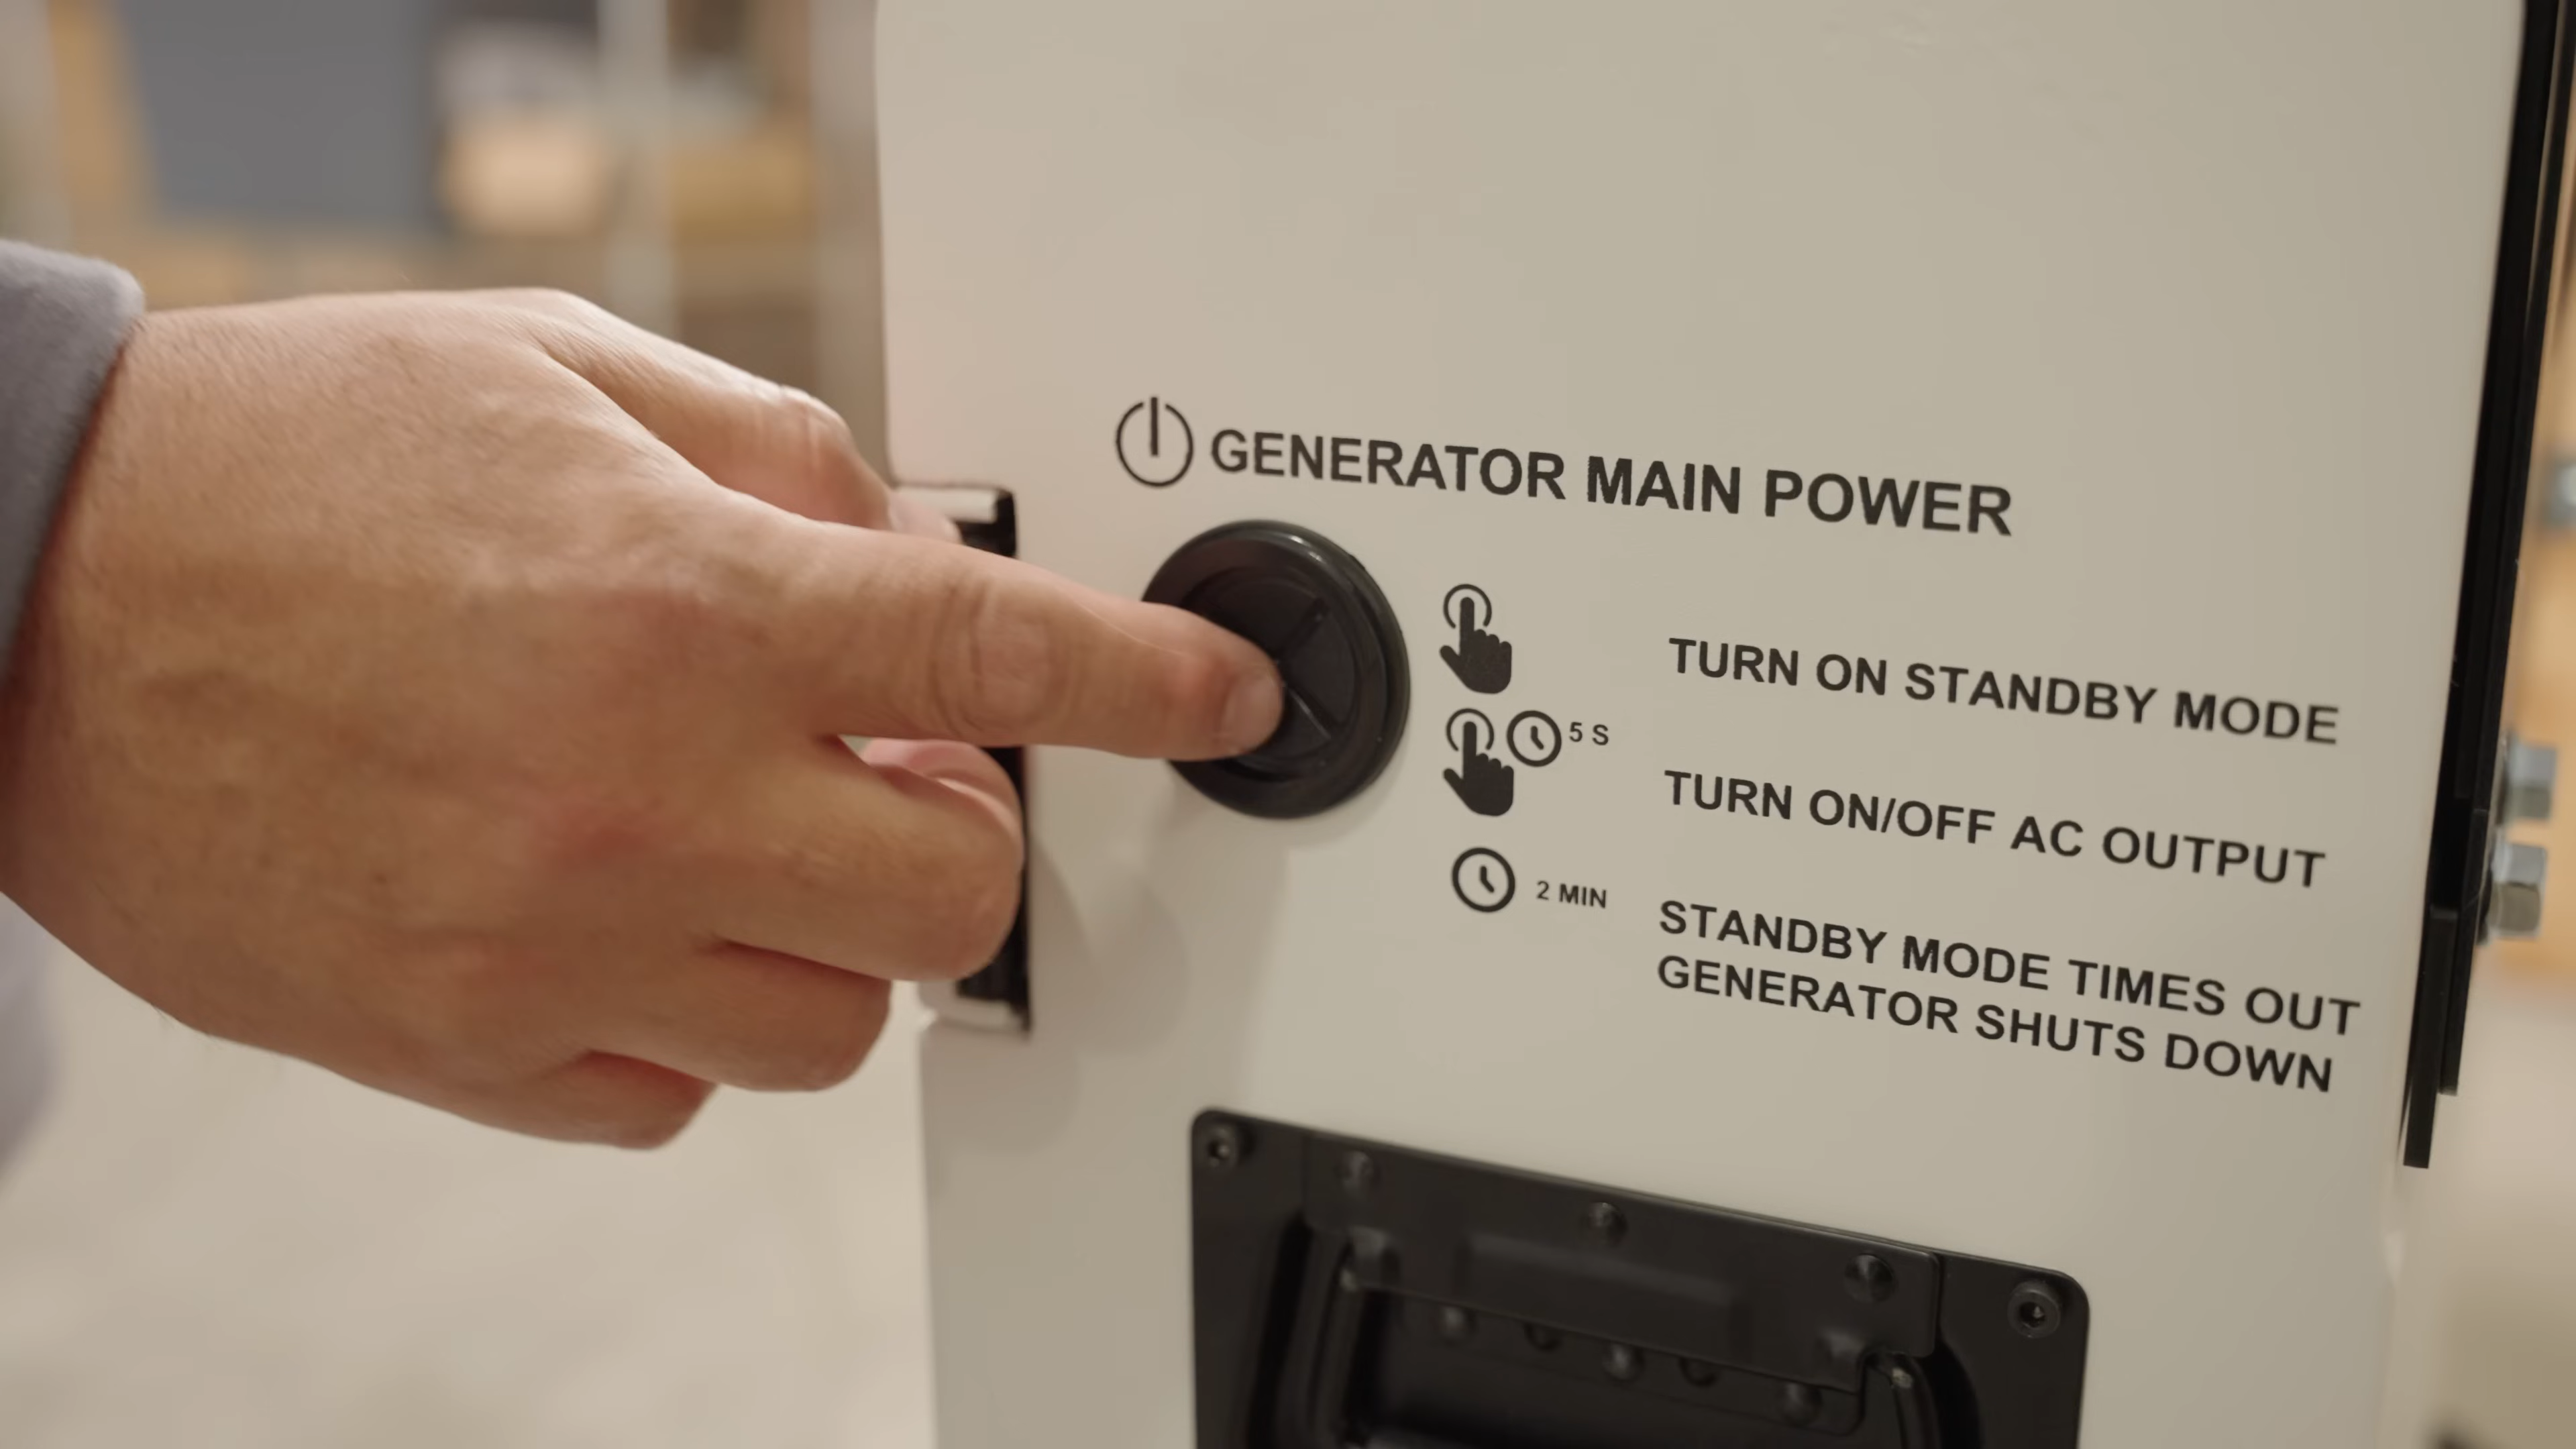 GENERATOR MAIN POWER
TURN ON STANDBY MODE
5 S
TURN ON/OFF AC OUTPUT
2 MIN
STANDBY MODE TIMES OUT
GENERATOR SHUTS DOWN